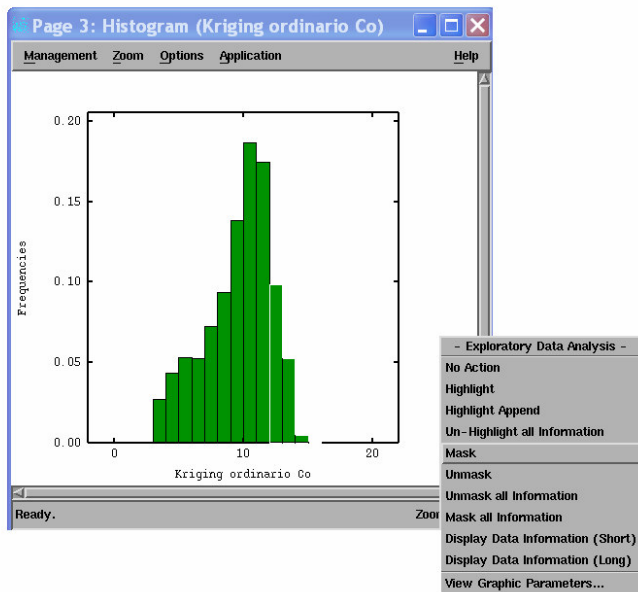 Page 3: Histogram (Kriging ordinario Co)
Management Zoom Options Application Help
0.20
0.15
0.10
0.05
0.00
Frequencies
0 10 20
Kriging ordinario Co
Ready. Zoo
- Exploratory Data Analysis -
No Action
Highlight
Highlight Append
Un-Highlight all Information
Mask
Unmask
Unmask all Information
Mask all Information
Display Data Information (Short)
Display Data Information (Long)
View Graphic Parameters...